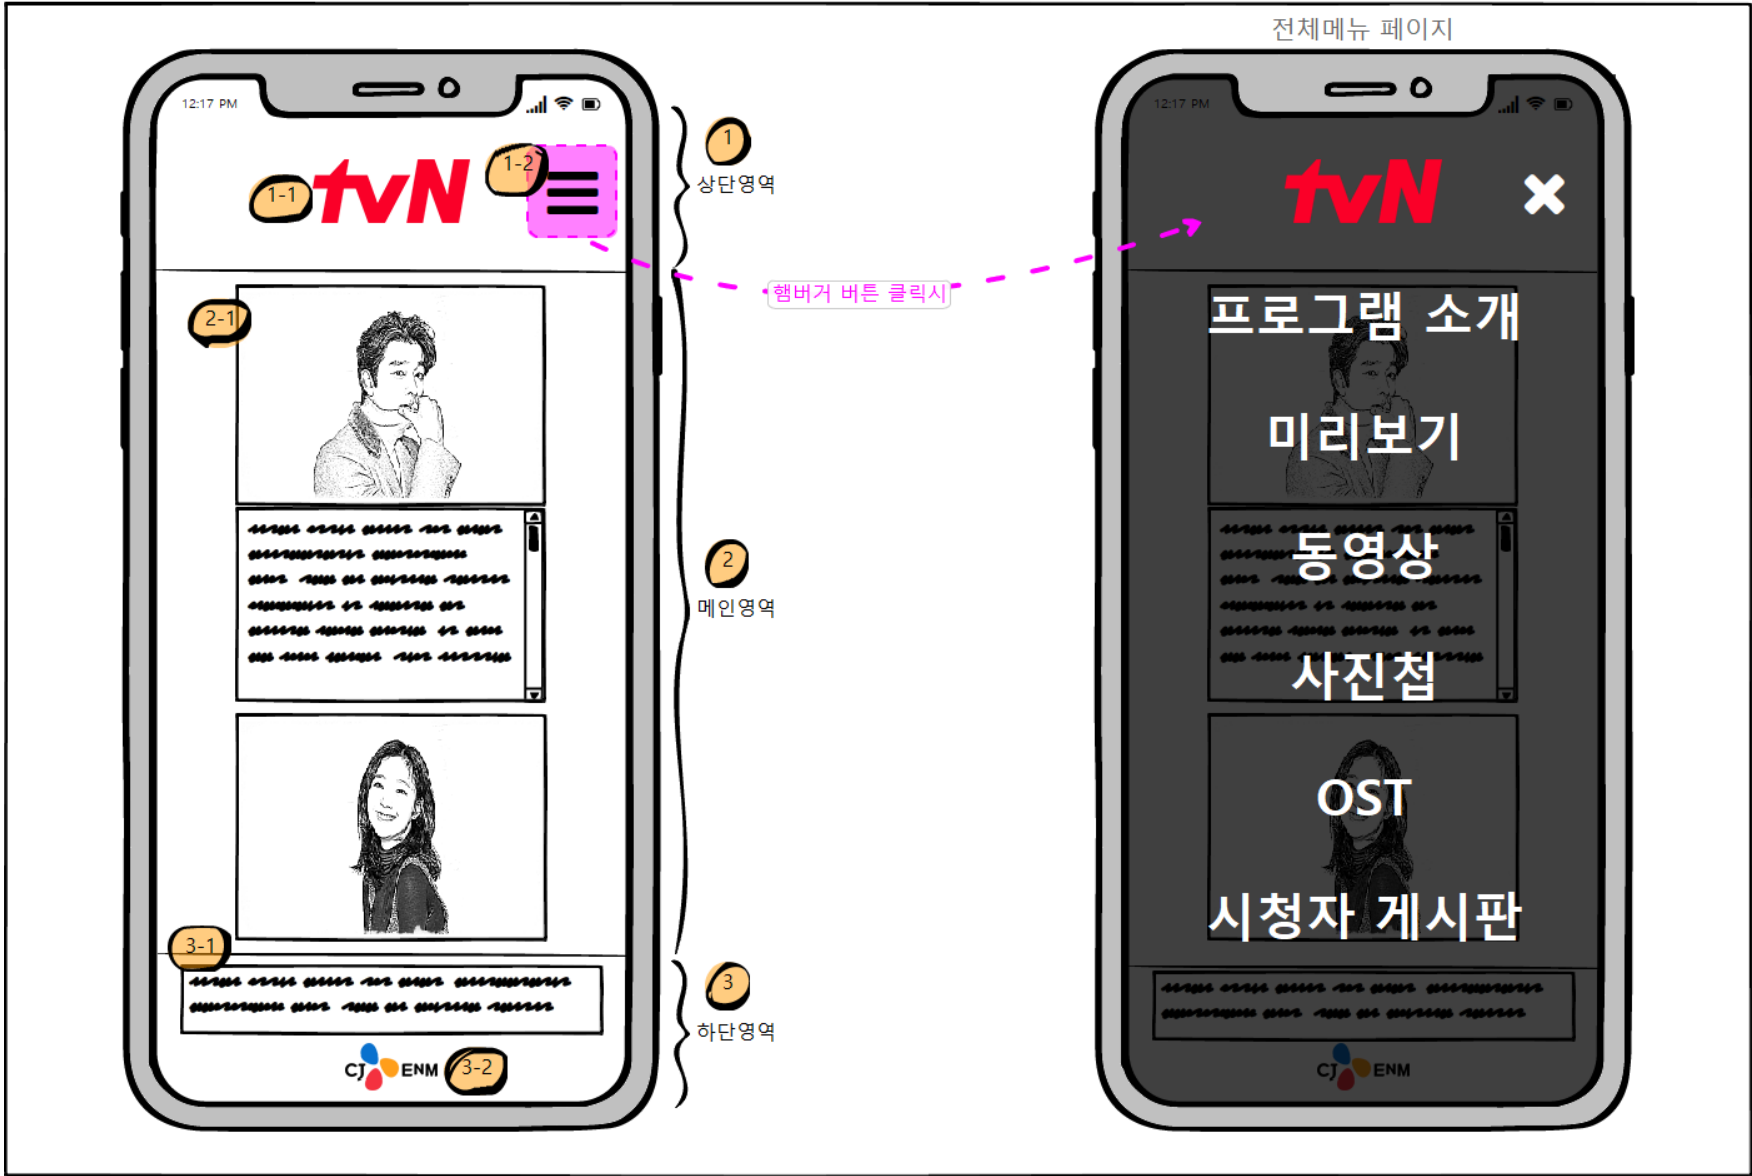 전체메뉴 페이지
12:17 PM
1-1
tvN
1-2
1
상단영역
햄버거 버튼 클릭시
2-1
2
메인영역
3-1
3
하단영역
CJ ENM
3-2
12:17 PM
tvN
프로그램 소개
미리보기
동영상
사진첩
OST
시청자 게시판
CJ ENM